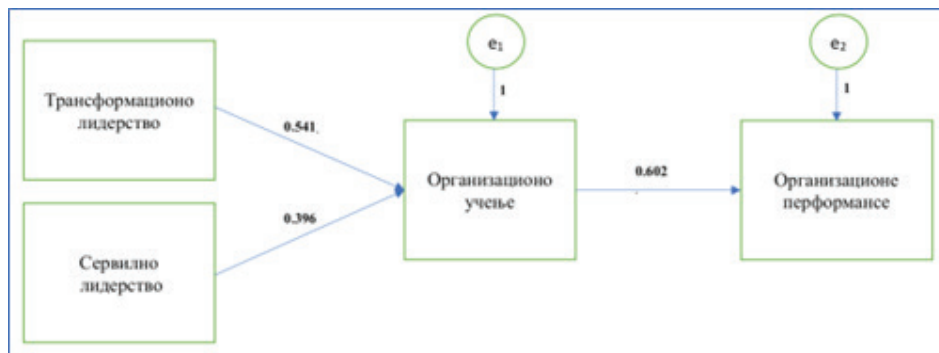 e₁
e₂
1
1
Трансформационо
лидерство
0.541
Организационо
учење
0.602
Организационе
перформансе
0.396
Сервилно
лидерство